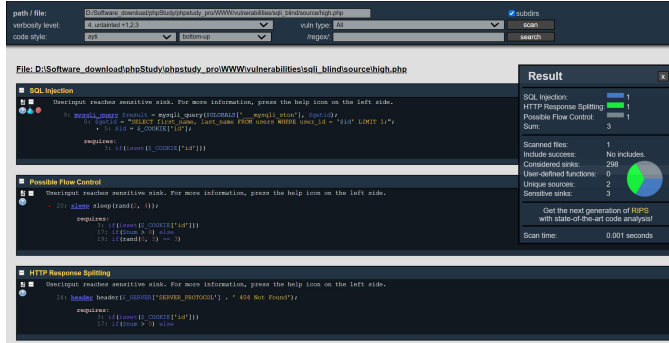 path / file: D:/Software_download/phpStudy/phpstudy_pro/WWW/vulnerabilities/sqli_blind/source/high.php subdirs
verbosity level: 4. untainted +1,2,3 vuln type: All scan
code style: ayti bottom-up //regex/: search
File: D:\Software_download\phpStudy\phpstudy_pro\WWW\vulnerabilities\sqli_blind\source\high.php
SQL Injection
Userinput reaches sensitive sink. For more information, press the help icon on the left side.
9: mysqli_query $result = mysqli_query($GLOBALS["___mysqli_ston"], $getid);
8: $getid = "SELECT first_name, last_name FROM users WHERE user_id = '$id' LIMIT 1;";
5: $id = $_COOKIE['id'];
requires:
3: if(isset($_COOKIE['id']))
Possible Flow Control
Userinput reaches sensitive sink. For more information, press the help icon on the left side.
20: sleep sleep(rand(2, 4));
requires:
3: if(isset($_COOKIE['id']))
17: if($num > 0) else
19: if(rand(0, 5) == 3)
HTTP Response Splitting
Userinput reaches sensitive sink. For more information, press the help icon on the left side.
24: header header($_SERVER['SERVER_PROTOCOL'] . ' 404 Not Found');
requires:
3: if(isset($_COOKIE['id']))
17: if($num > 0) else
Result x
SQL Injection: 1
HTTP Response Splitting: 1
Possible Flow Control: 1
Sum: 3
Scanned files: 1
Include success: No includes.
Considered sinks: 298
User-defined functions: 0
Unique sources: 2
Sensitive sinks: 3
Get the next generation of RIPS
with state-of-the-art code analysis!
Scan time: 0.001 seconds